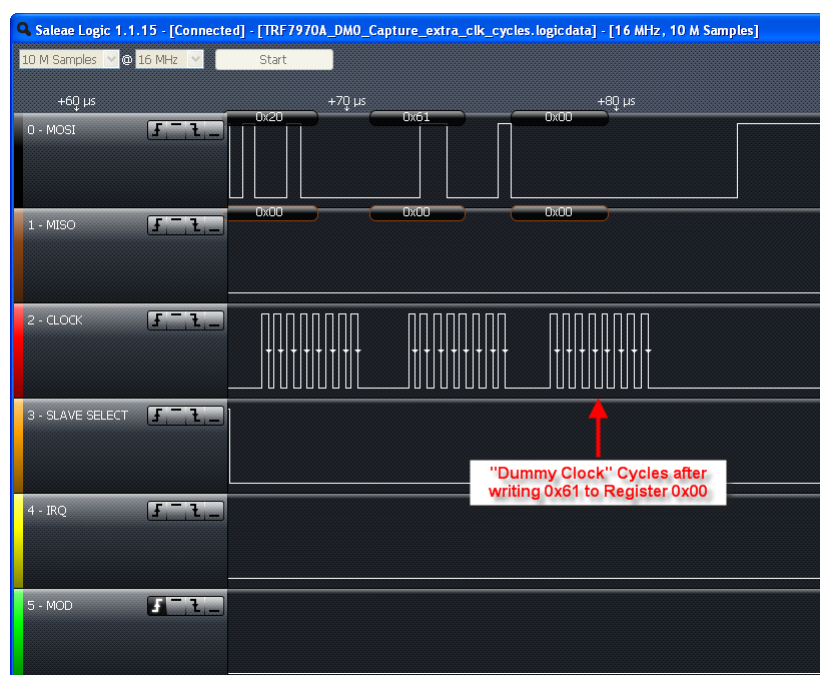 Saleae Logic 1.1.15 - [Connected] - [TRF7970A_DM0_Capture_extra_clk_cycles.logicdata] - [16 MHz, 10 M Samples]
10 M Samples @ 16 MHz Start
+60 µs +70 µs +80 µs
0x20 0x61 0x00
0 - MOSI
0x00 0x00 0x00
1 - MISO
2 - CLOCK
3 - SLAVE SELECT
"Dummy Clock" Cycles after
writing 0x61 to Register 0x00
4 - IRQ
5 - MOD